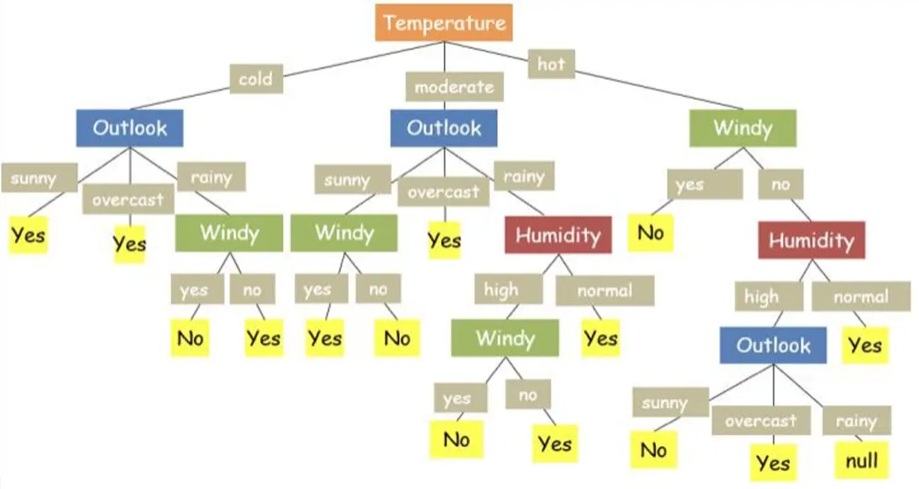 Temperature
cold
moderate
hot
Outlook
Outlook
Windy
sunny
overcast
rainy
sunny
overcast
rainy
yes
no
Yes
Yes
Windy
Windy
Yes
Humidity
No
Humidity
yes
no
yes
no
high
normal
high
normal
No
Yes
Yes
No
Windy
Yes
Outlook
Yes
yes
no
sunny
overcast
rainy
No
Yes
No
Yes
null